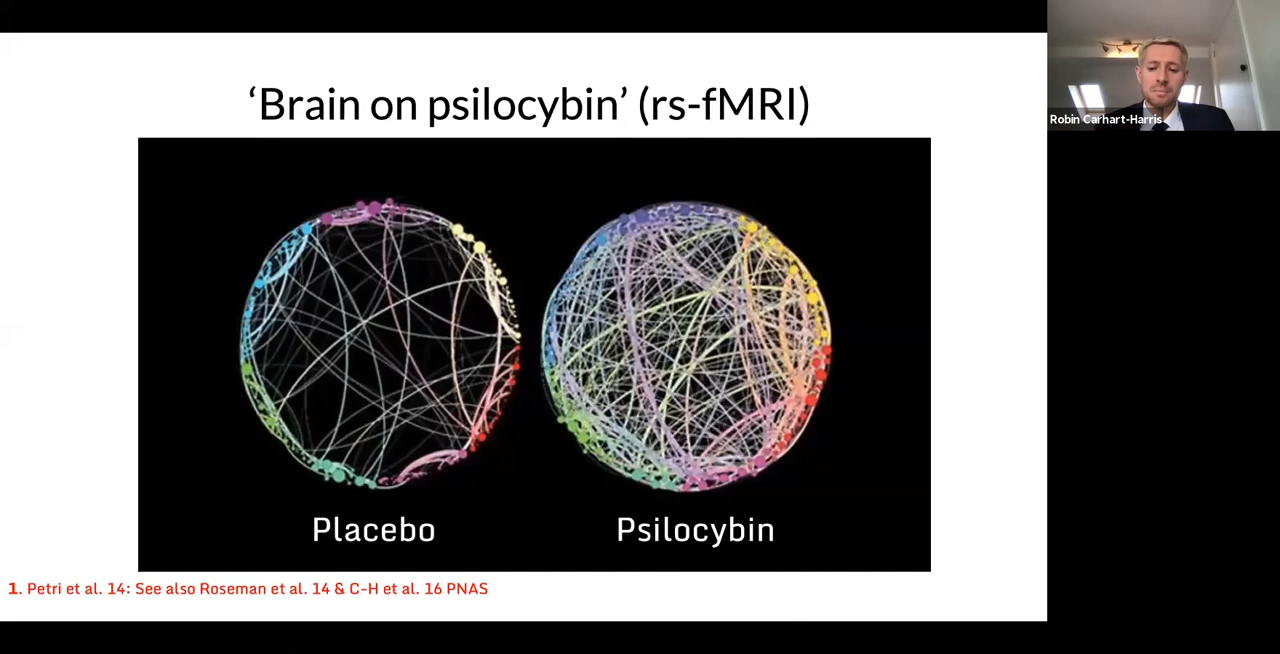 ‘Brain on psilocybin’ (rs-fMRI)
Robin Carhart-Harris
Placebo
Psilocybin
1. Petri et al. 14: See also Roseman et al. 14 & C-H et al. 16 PNAS